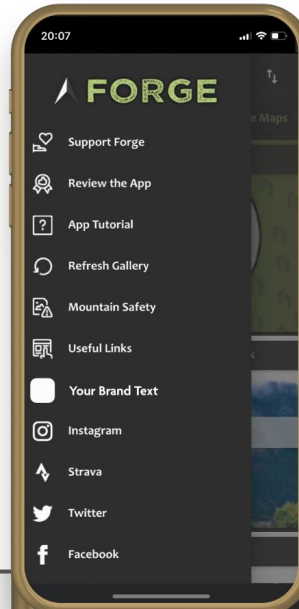 20:07
FORGE
Support Forge
Review the App
App Tutorial
Refresh Gallery
Mountain Safety
Useful Links
Your Brand Text
Instagram
Strava
Twitter
Facebook
e Maps